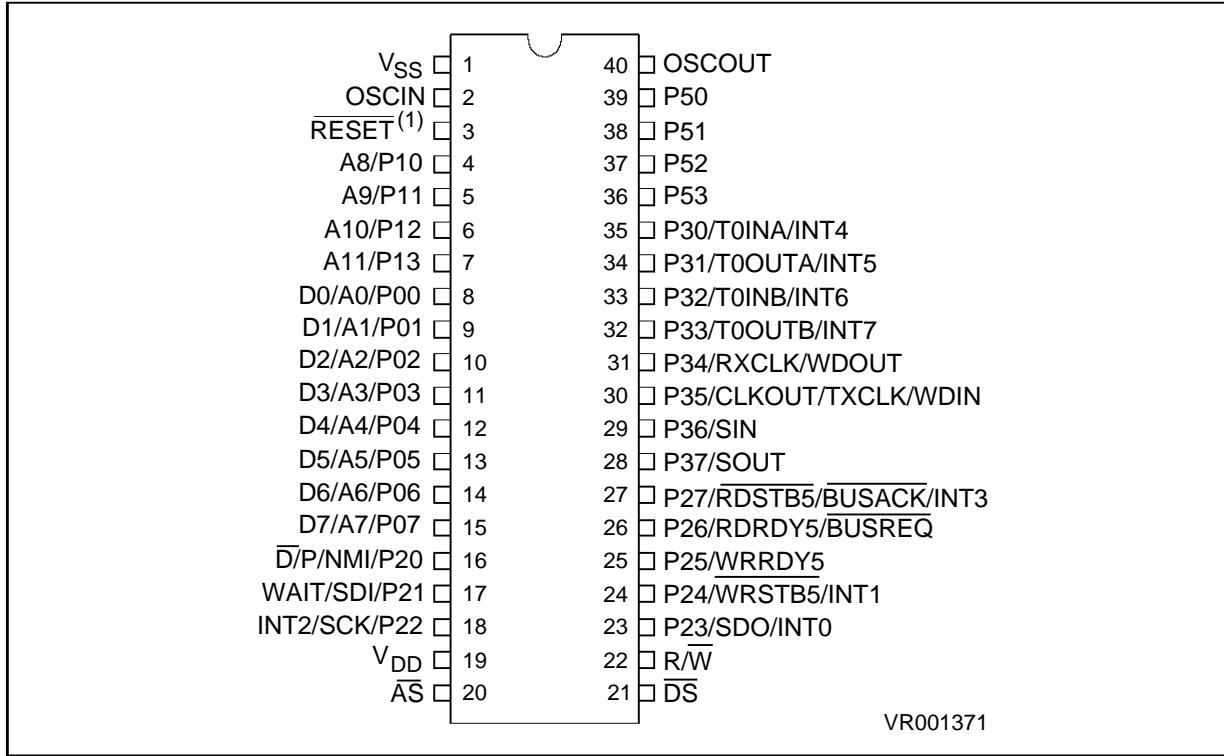 VSS 1 40 OSCOUT
OSCIN 2 39 P50
RESET(1) 3 38 P51
A8/P10 4 37 P52
A9/P11 5 36 P53
A10/P12 6 35 P30/T0INA/INT4
A11/P13 7 34 P31/T0OUTA/INT5
D0/A0/P00 8 33 P32/T0INB/INT6
D1/A1/P01 9 32 P33/T0OUTB/INT7
D2/A2/P02 10 31 P34/RXCLK/WDOUT
D3/A3/P03 11 30 P35/CLKOUT/TXCLK/WDIN
D4/A4/P04 12 29 P36/SIN
D5/A5/P05 13 28 P37/SOUT
D6/A6/P06 14 27 P27/RDSTB5/BUSACK/INT3
D7/A7/P07 15 26 P26/RDRDY5/BUSREQ
D/P/NMI/P20 16 25 P25/WRRDY5
WAIT/SDI/P21 17 24 P24/WRSTB5/INT1
INT2/SCK/P22 18 23 P23/SDO/INT0
VDD 19 22 R/W
AS 20 21 DS
VR001371